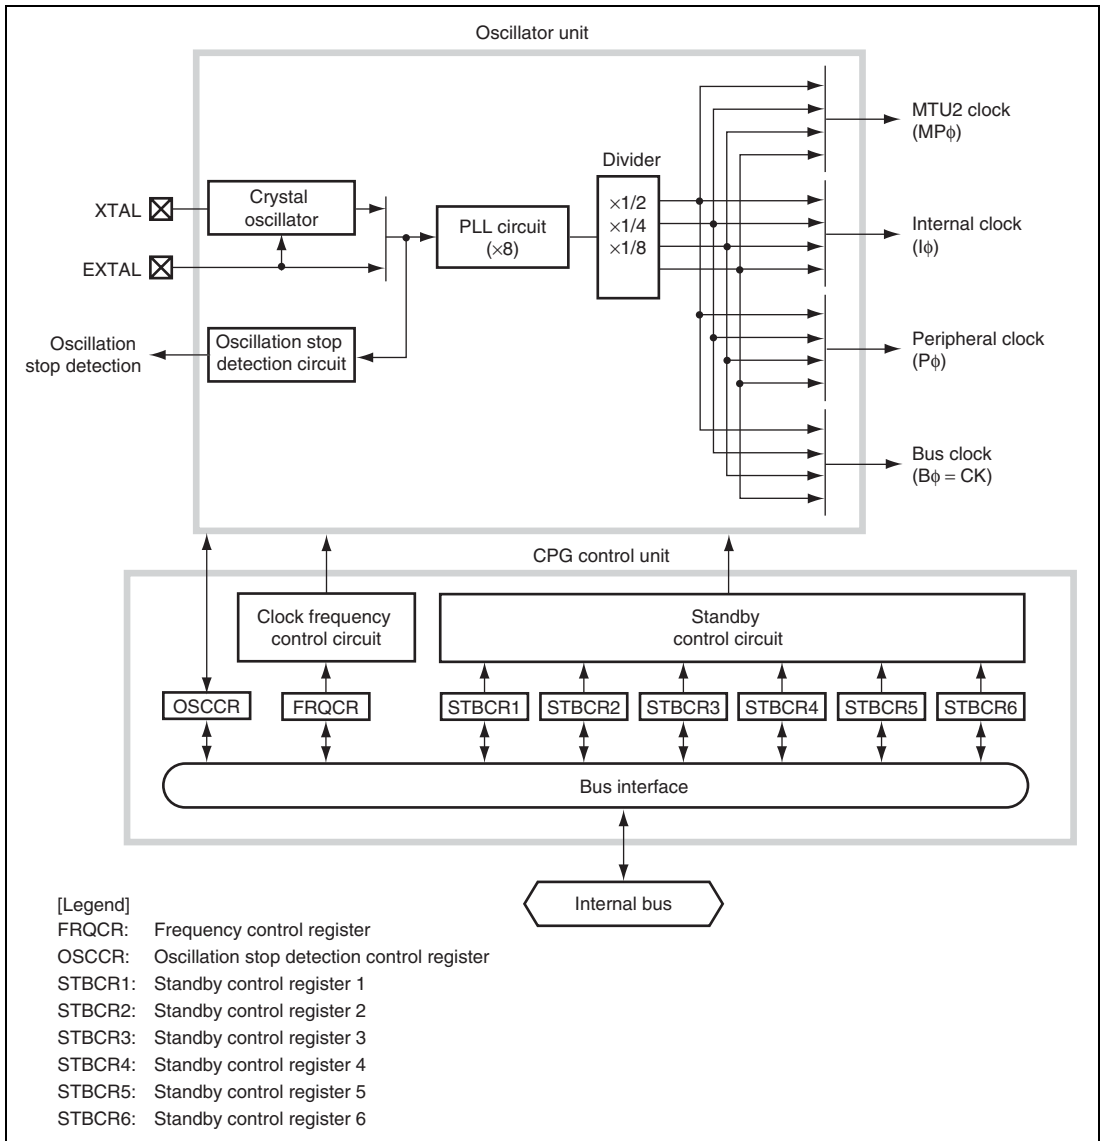 Oscillator unit
XTAL
EXTAL
Crystal
oscillator
PLL circuit
(×8)
Divider
×1/2
×1/4
×1/8
MTU2 clock
(MPϕ)
Internal clock
(Iϕ)
Peripheral clock
(Pϕ)
Bus clock
(Bϕ = CK)
Oscillation
stop detection
Oscillation stop
detection circuit
CPG control unit
Clock frequency
control circuit
Standby
control circuit
OSCCR
FRQCR
STBCR1
STBCR2
STBCR3
STBCR4
STBCR5
STBCR6
Bus interface
Internal bus
[Legend]
FRQCR: Frequency control register
OSCCR: Oscillation stop detection control register
STBCR1: Standby control register 1
STBCR2: Standby control register 2
STBCR3: Standby control register 3
STBCR4: Standby control register 4
STBCR5: Standby control register 5
STBCR6: Standby control register 6